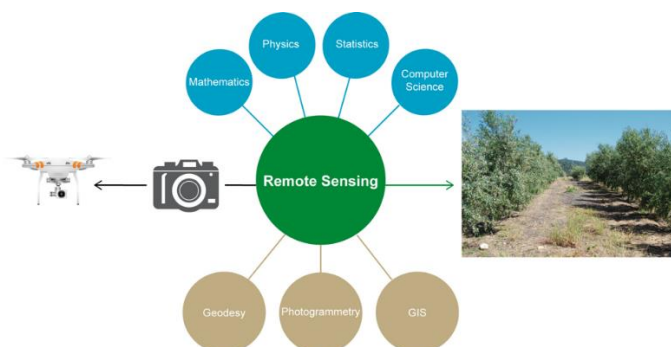 Physics
Statistics
Mathematics
Computer
Science
Remote Sensing
Geodesy
Photogrammetry
GIS